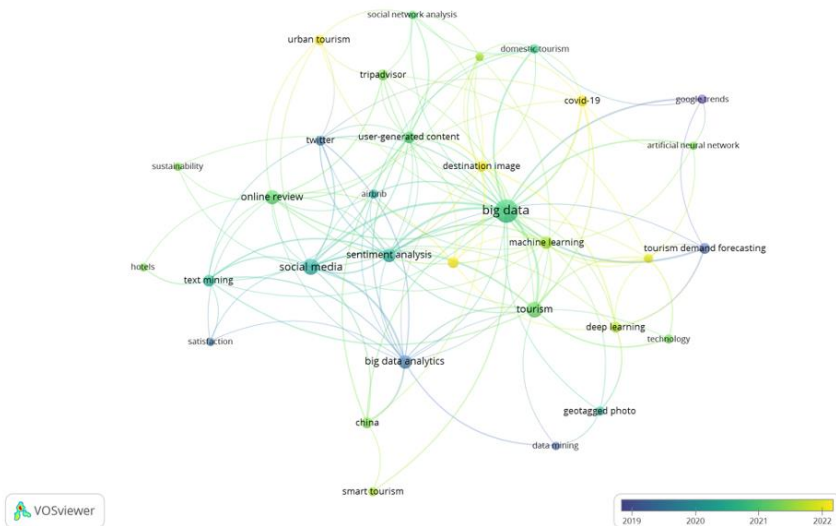 social network analysis
urban tourism
domestic tourism
tripadvisor
covid-19
google trends
twitter
user-generated content
artificial neural network
sustainability
destination image
online review
airbnb
big data
machine learning
tourism demand forecasting
sentiment analysis
hotels
social media
text mining
tourism
deep learning
satisfaction
technology
big data analytics
geotagged photo
china
data mining
smart tourism
VOSviewer
2019 2020 2021 2022